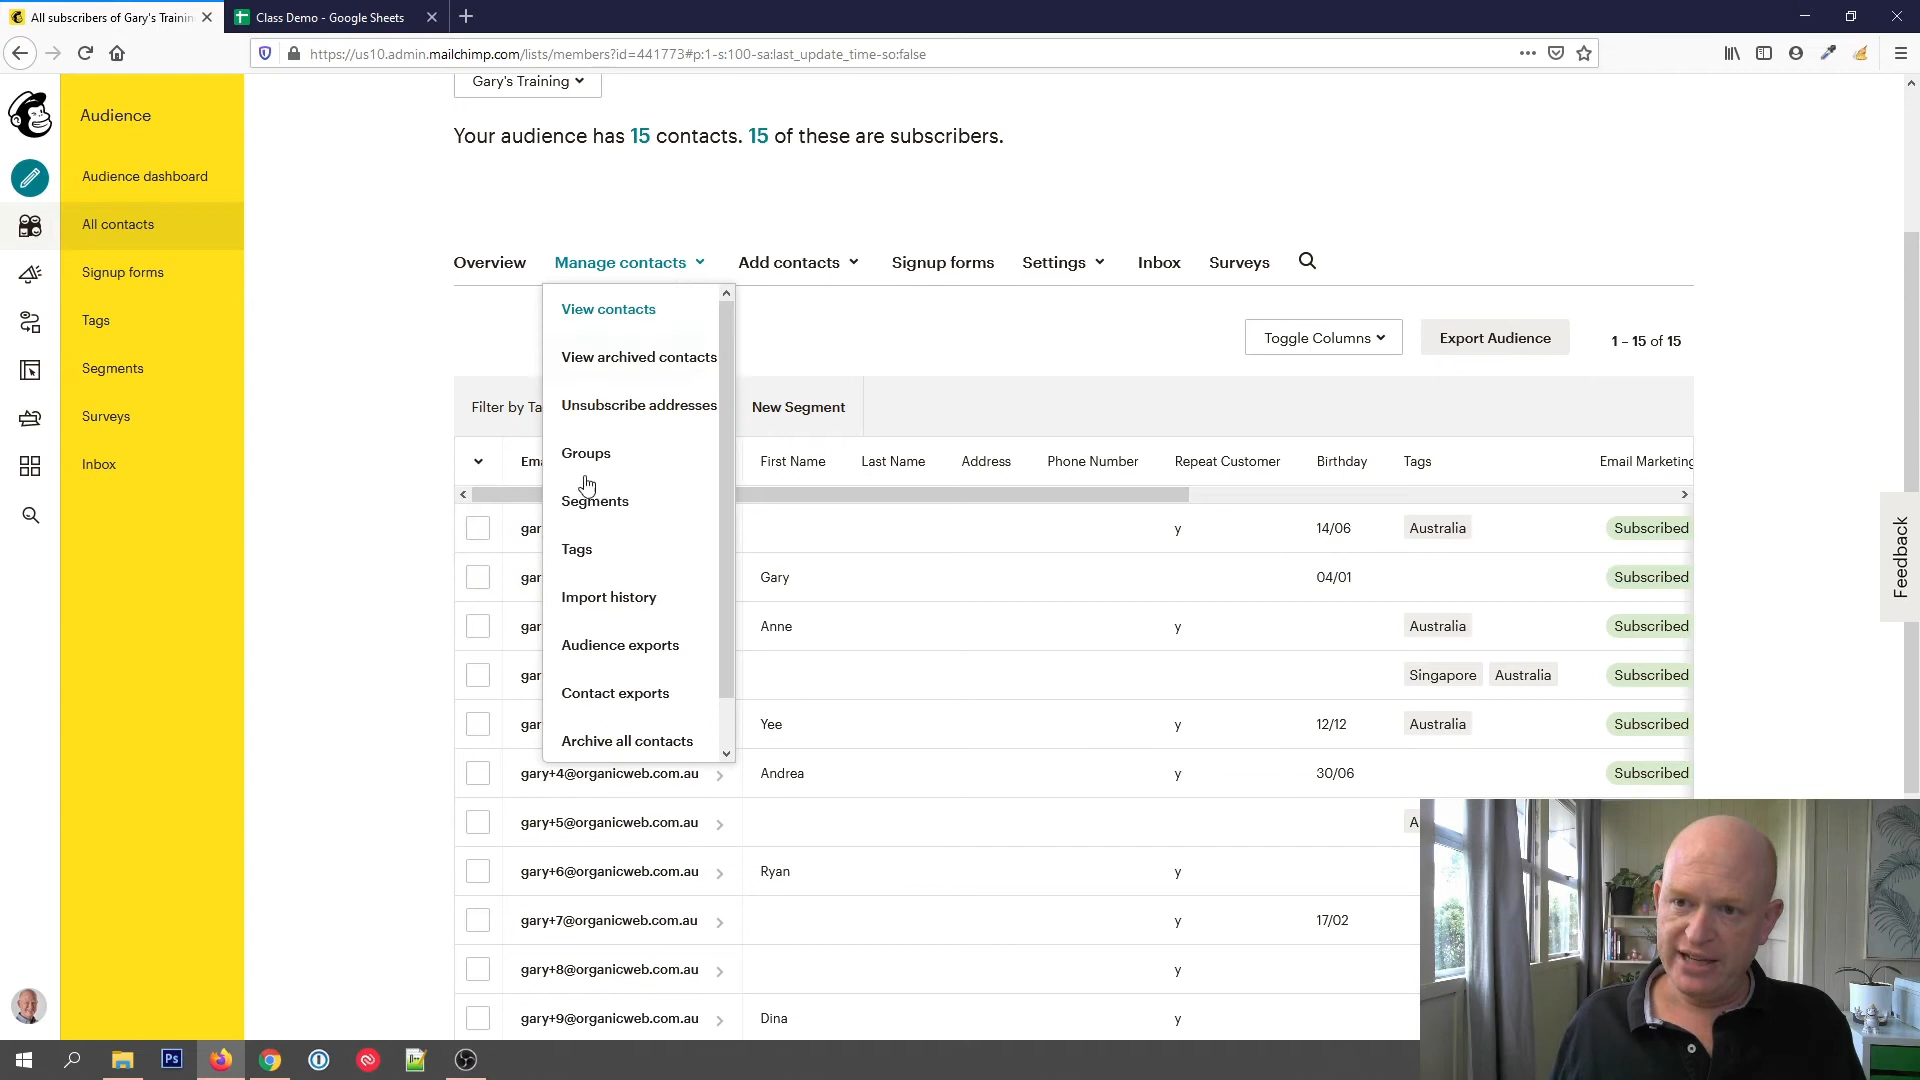 All subscribers of Gary's Trainin
Class Demo - Google Sheets
https://us10.admin.mailchimp.com/lists/members?id=441773#p:1-s:100-sa:last_update_time-so:false
Audience
Audience dashboard
All contacts
Signup forms
Tags
Segments
Surveys
Inbox
Gary's Training
Your audience has 15 contacts. 15 of these are subscribers.
Overview Manage contacts Add contacts Signup forms Settings Inbox Surveys
View contacts
View archived contacts
Unsubscribe addresses
Groups
Segments
Tags
Import history
Audience exports
Contact exports
Archive all contacts
Toggle Columns Export Audience 1 – 15 of 15
Filter by Ta New Segment
Ema First Name Last Name Address Phone Number Repeat Customer Birthday Tags Email Marketing
gar y 14/06 Australia Subscribed
gar Gary 04/01 Subscribed
gar Anne y Australia Subscribed
gar Singapore Australia Subscribed
gar Yee y 12/12 Australia Subscribed
gary+4@organicweb.com.au Andrea y 30/06 Subscribed
gary+5@organicweb.com.au A
gary+6@organicweb.com.au Ryan y
gary+7@organicweb.com.au y 17/02
gary+8@organicweb.com.au y
gary+9@organicweb.com.au Dina y
Feedback
Ps